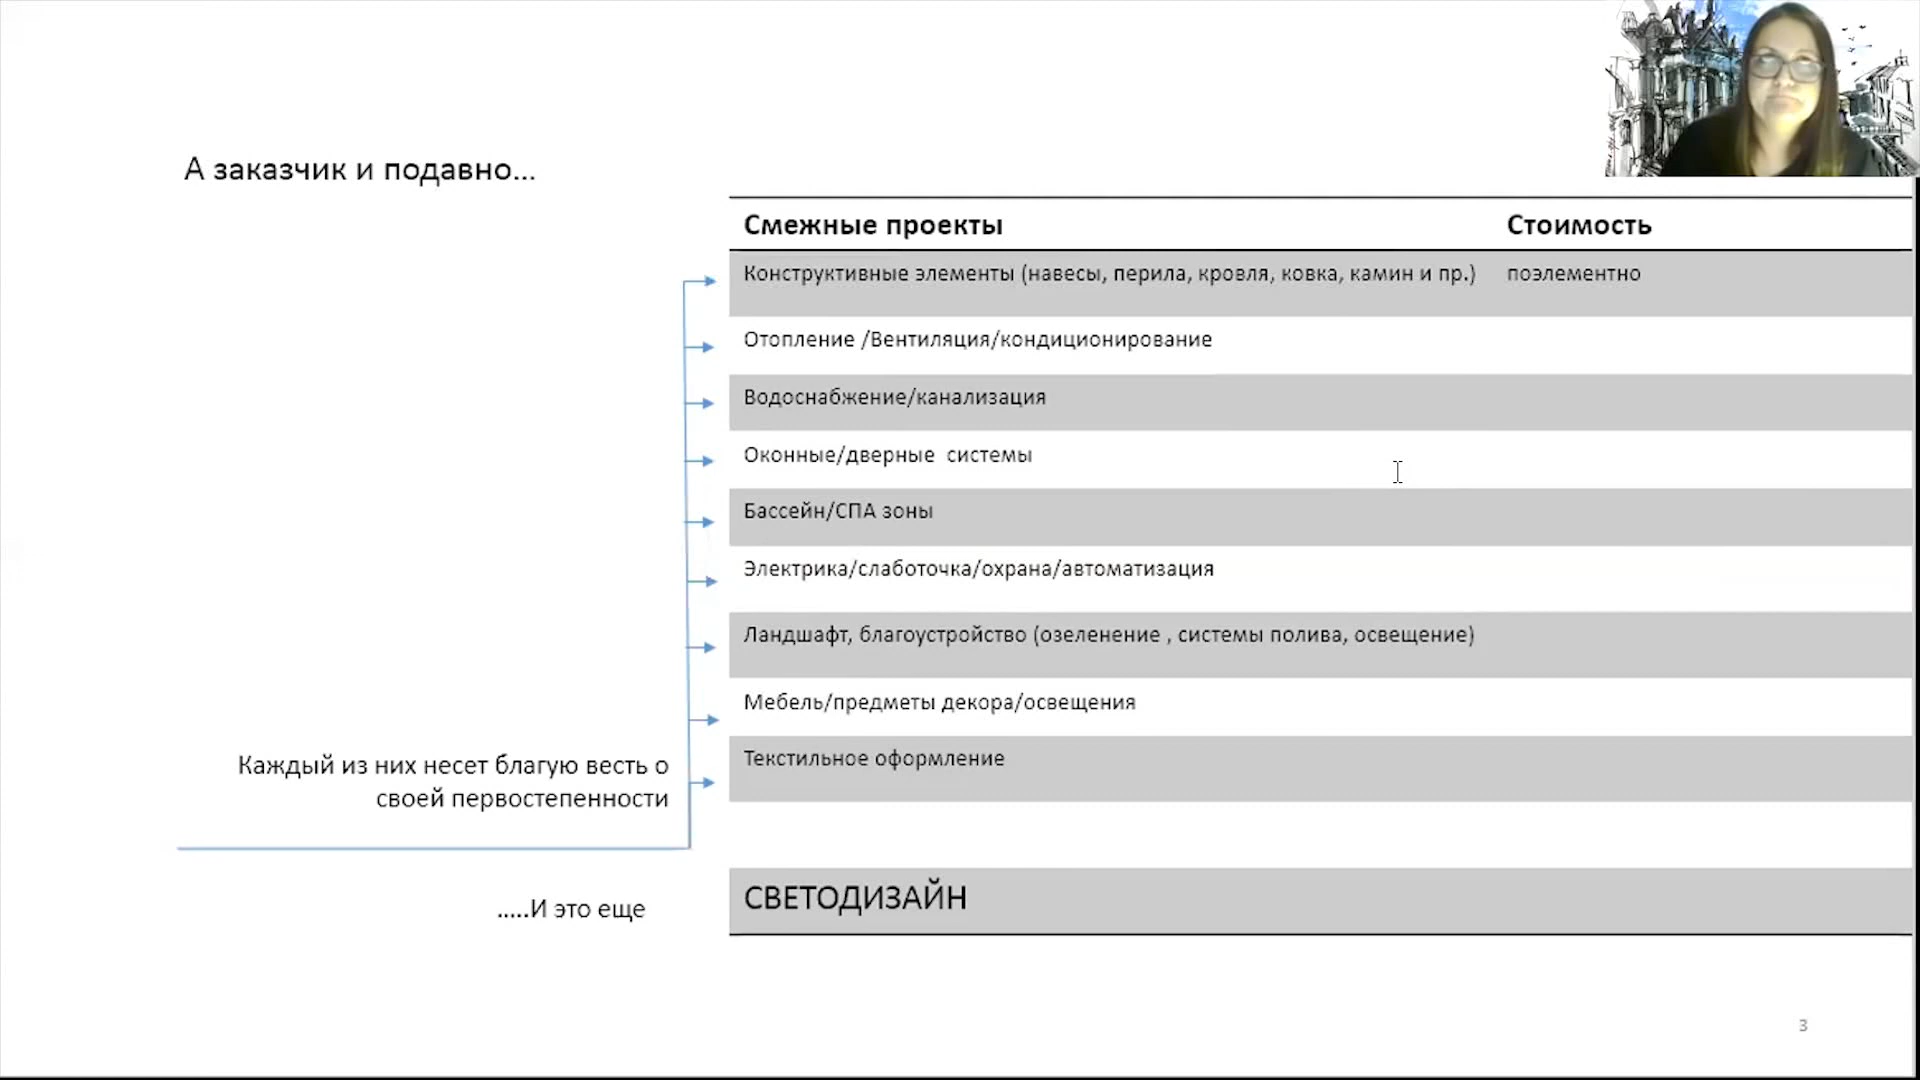 А заказчик и подавно...
Смежные проекты Стоимость
Конструктивные элементы (навесы, перила, кровля, ковка, камин и пр.) поэлементно
Отопление /Вентиляция/кондиционирование
Водоснабжение/канализация
Оконные/дверные системы
Бассейн/СПА зоны
Электрика/слаботочка/охрана/автоматизация
Ландшафт, благоустройство (озеленение , системы полива, освещение)
Мебель/предметы декора/освещения
Текстильное оформление
Каждый из них несет благую весть о
своей первостепенности
.....И это еще
СВЕТОДИЗАЙН
3